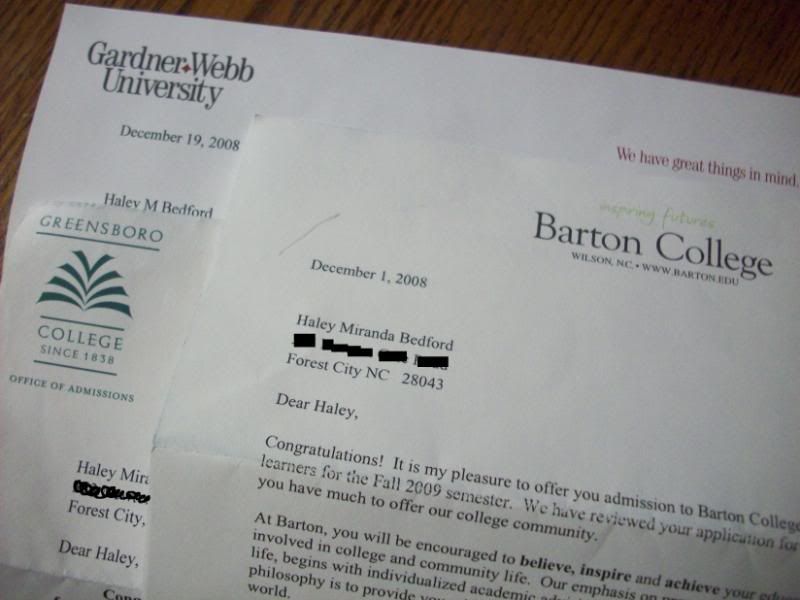 Gardner-Webb
University
December 19, 2008
Haley M Bedford
We have great things in mind.
GREENSBORO
COLLEGE
SINCE 1838
OFFICE OF ADMISSIONS
Haley Mira
Forest City,
Dear Haley,
Cong
inspiring futures
Barton College
WILSON, NC • WWW.BARTON.EDU
December 1, 2008
Haley Miranda Bedford
Forest City NC 28043
Dear Haley,
Congratulations! It is my pleasure to offer you admission to Barton College
learners for the Fall 2009 semester. We have reviewed your application for
you have much to offer our college community.
At Barton, you will be encouraged to believe, inspire and achieve your
involved in college and community life. Our emphasis on
life, begins with individualized academic
philosophy is to provide
world.